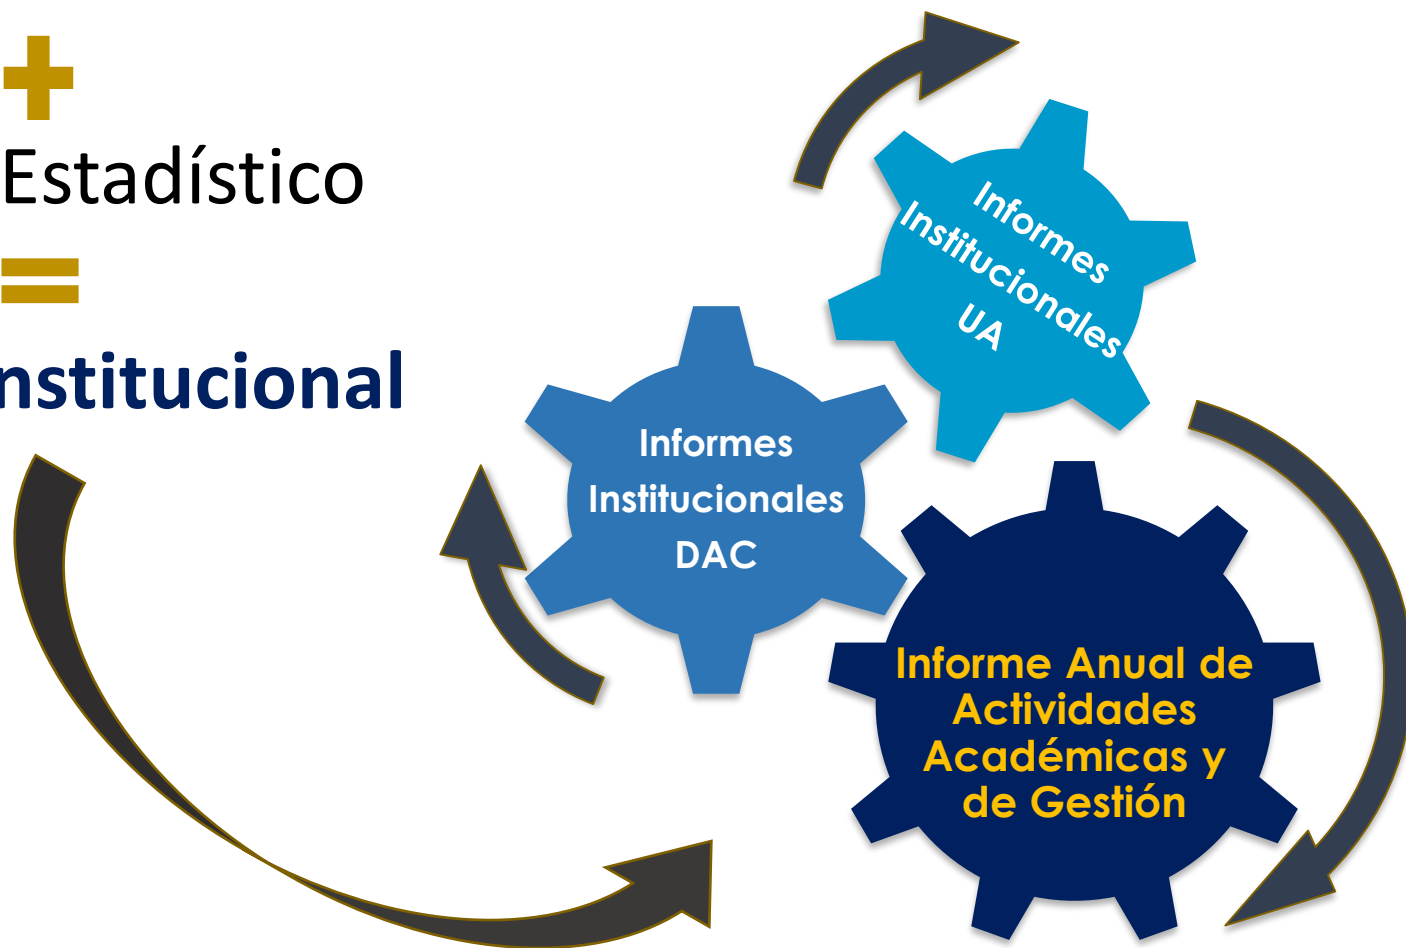 +
Estadístico
=
nstitucional
Informes
Institucionales
UA
Informes
Institucionales
DAC
Informe Anual de
Actividades
Académicas y
de Gestión